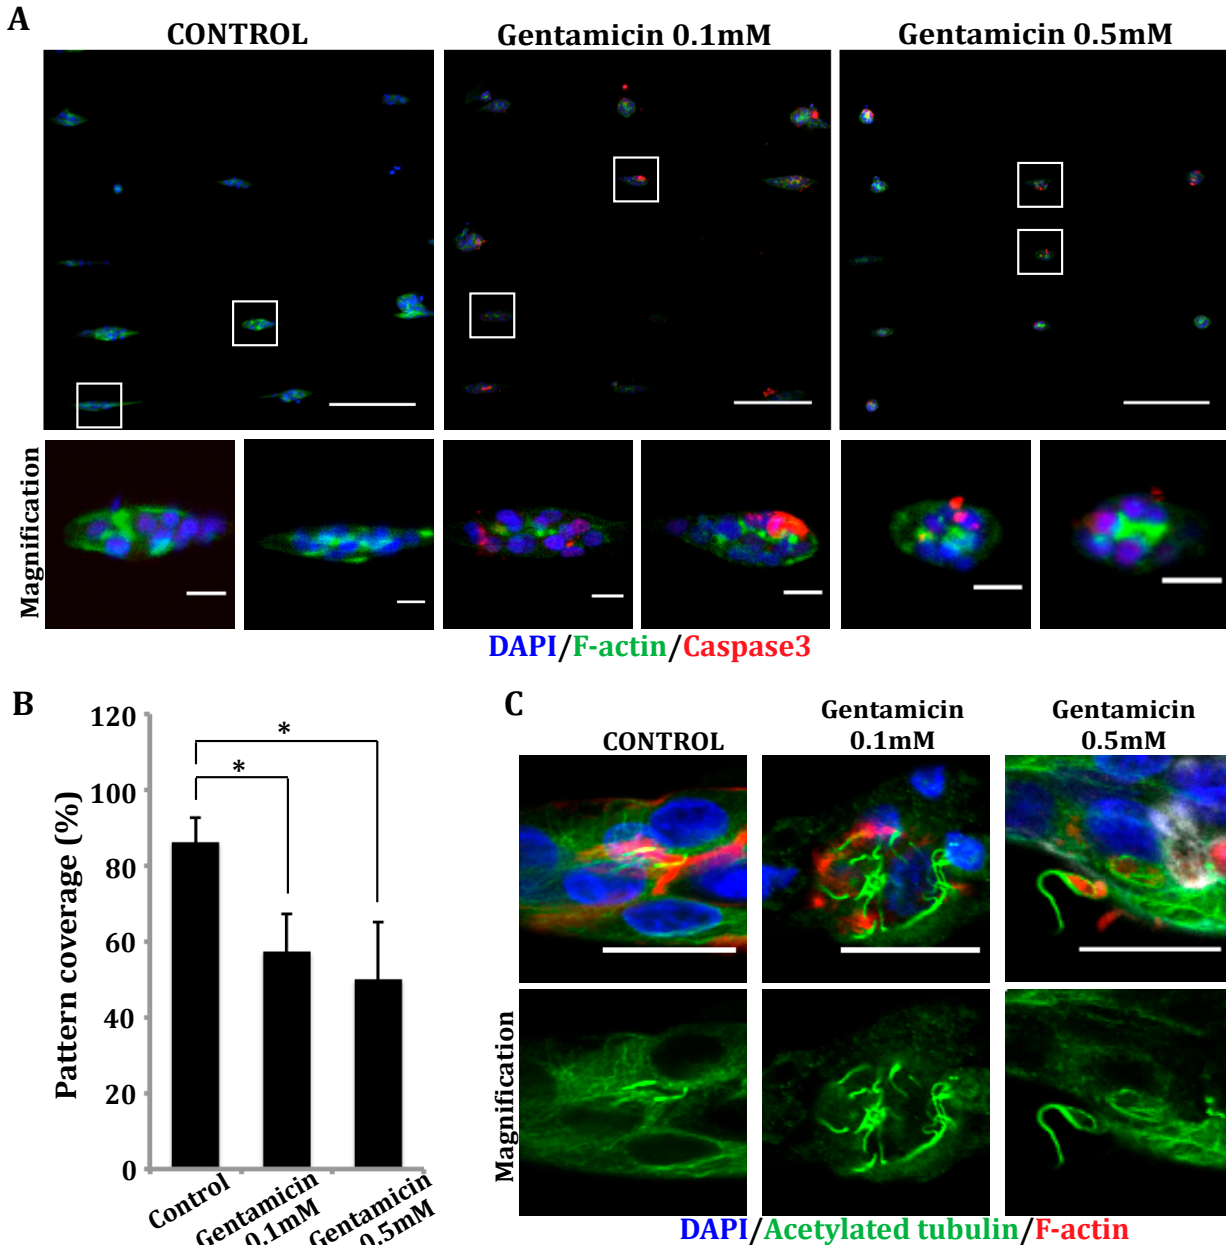 A
CONTROL
Gentamicin 0.1mM
Gentamicin 0.5mM
Magnification
DAPI/F-actin/Caspase3
B
Pattern coverage (%)
120
100
80
60
40
20
0
*
*
Control
Gentamicin
0.1mM
Gentamicin
0.5mM
C
CONTROL
Gentamicin
0.1mM
Gentamicin
0.5mM
Magnification
DAPI/Acetylated tubulin/F-actin